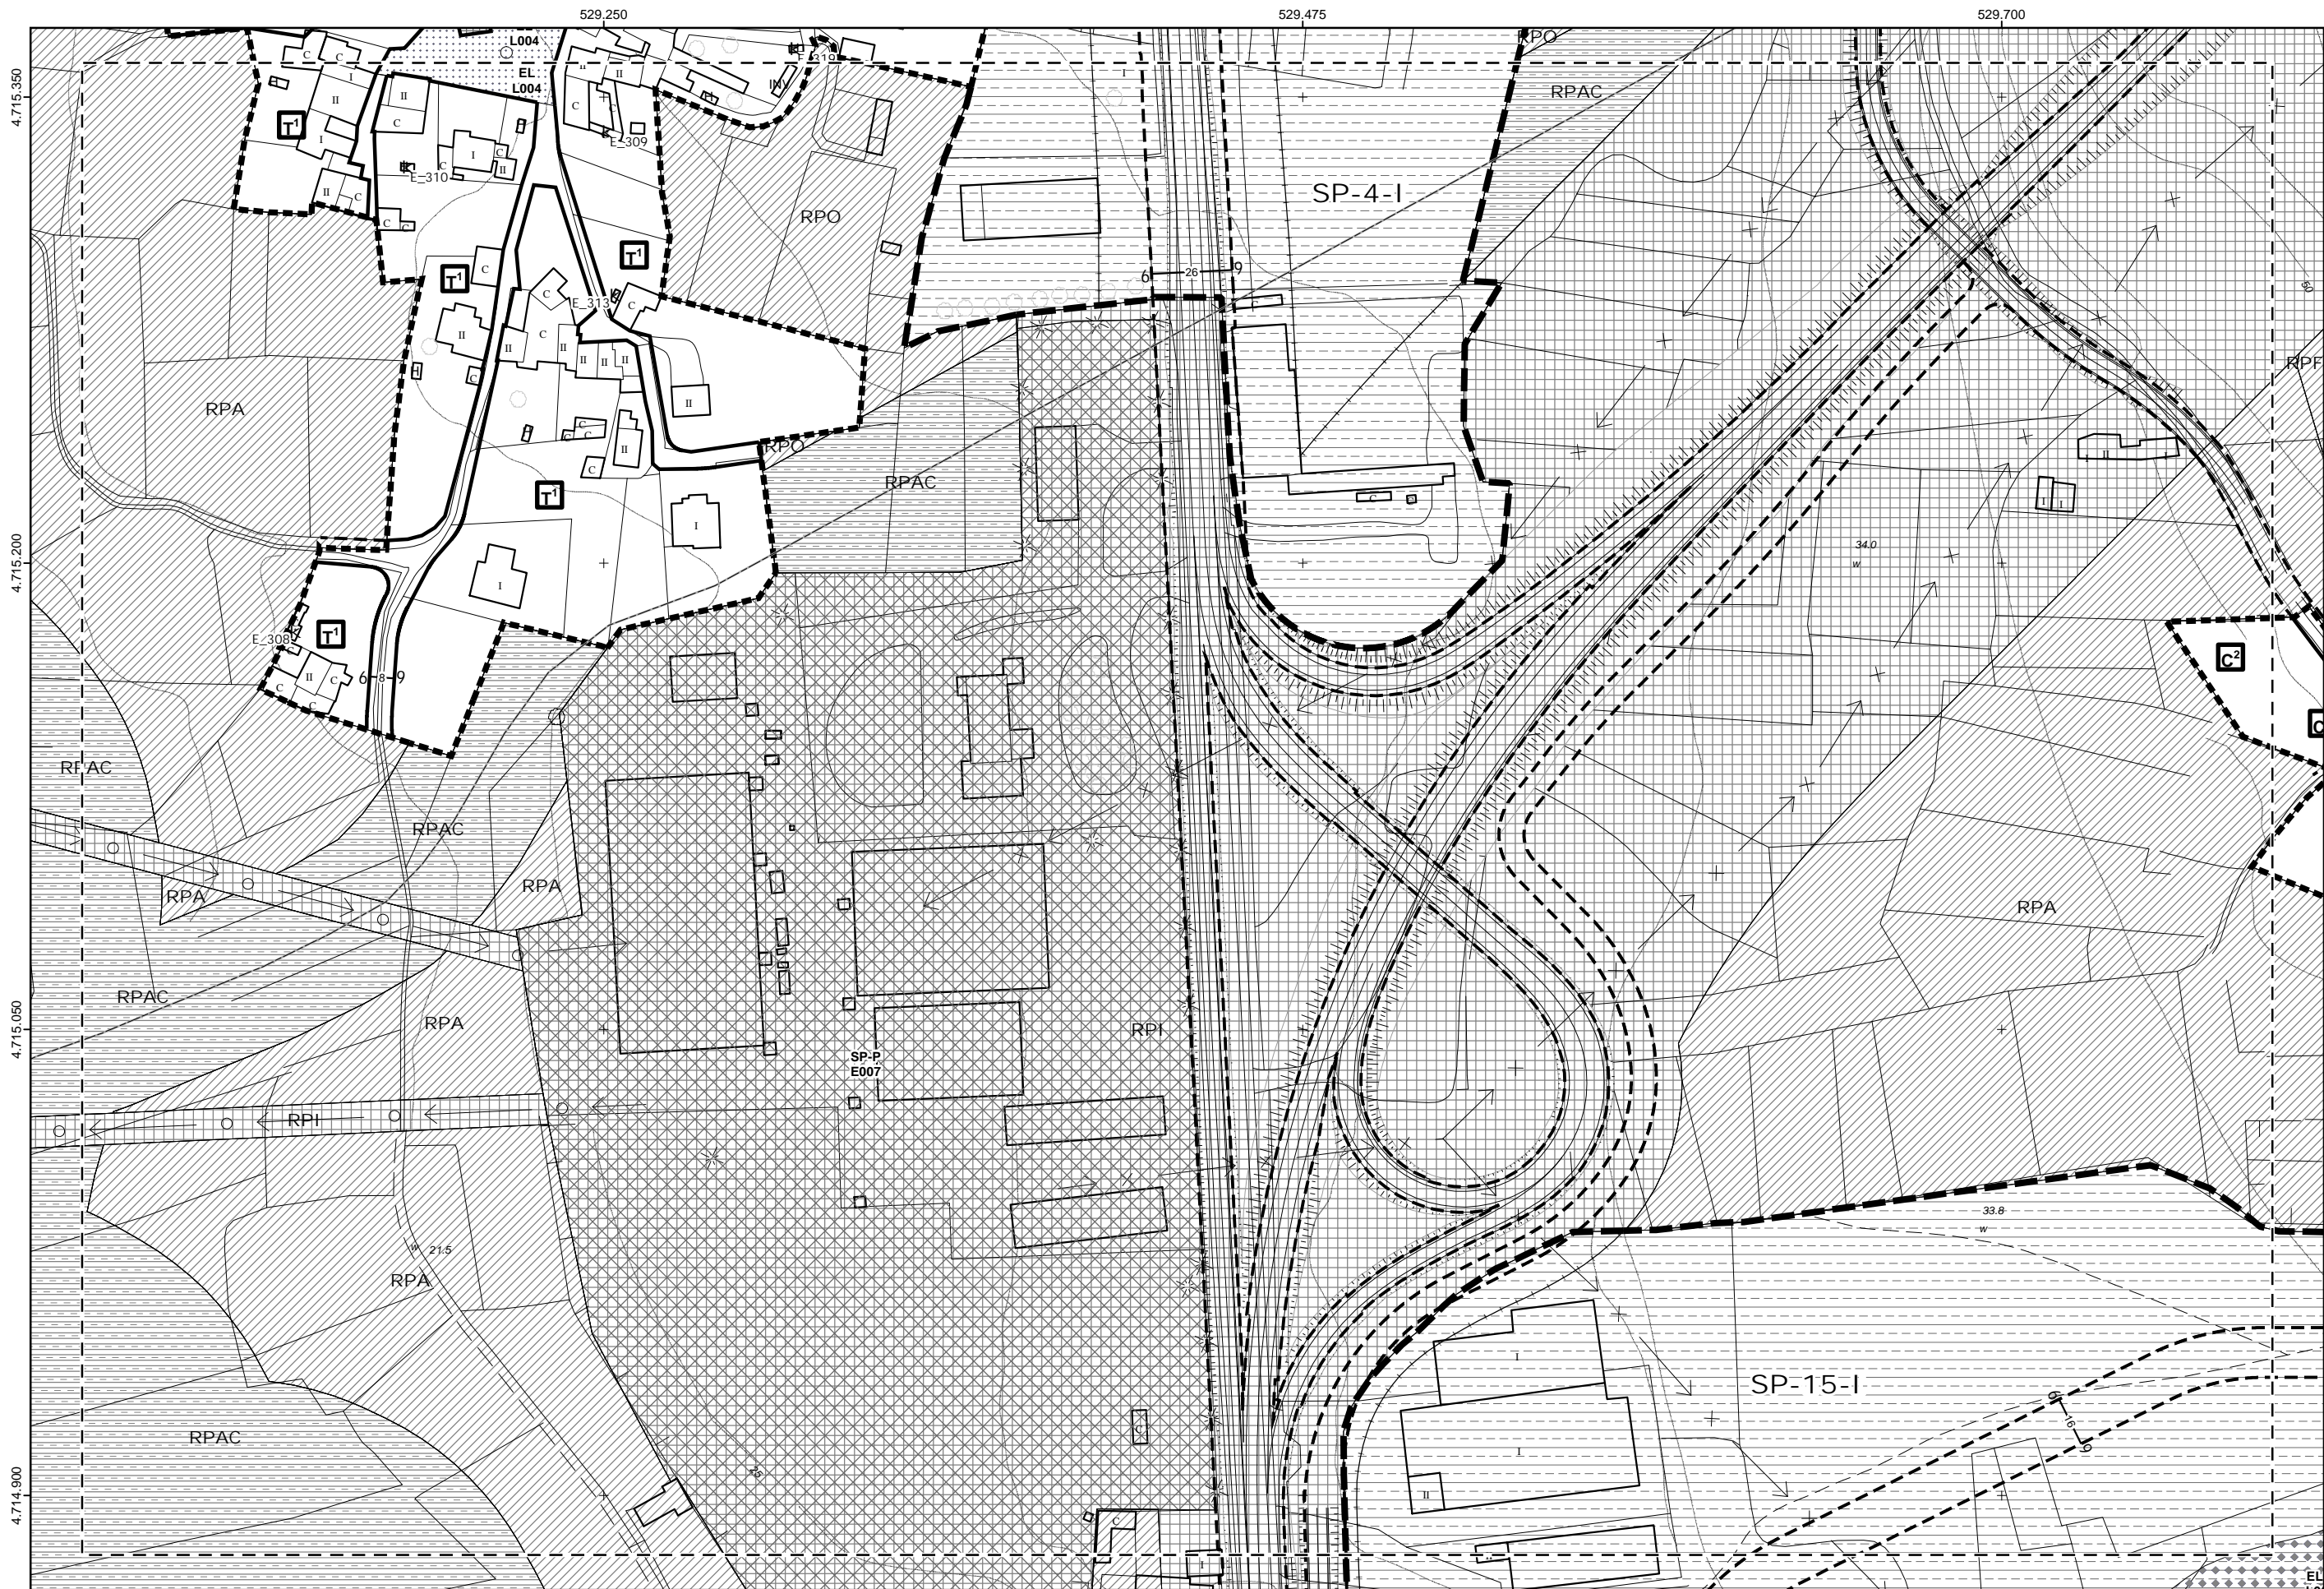 529.250
529.475
529.700
4.715.350
4.715.200
4.715.050
4.714.900
L004
EL
L004
RPO
RPAC
E_309
E_310
T¹
RPO
SP-4-I
T¹
T¹
E_313
6 26 9
50
RPA
RPO
RPAC
T¹
34.0
E_308
T¹
6 8 9
C²
RPAC
RPAC
RPA
RPA
RPA
RPAC
RPA
RPI
SP-P
E007
RPI
33.8
21.5
RPA
SP-15-I
6 16 9
RPAC
25
EL